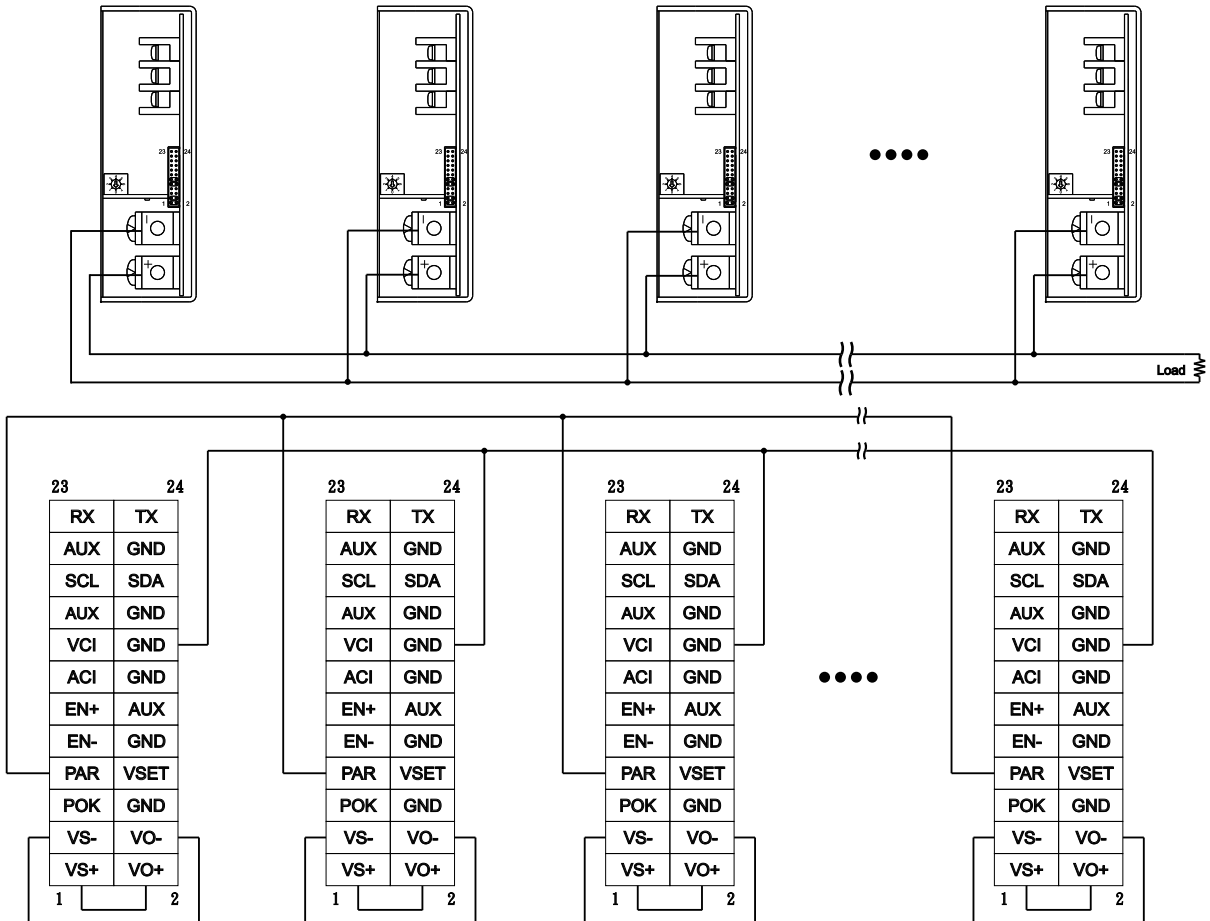 23 24 23 24 23 24 23 24
1 2 1 2 1 2 1 2
− − − −
+ + + +
Load
23 24 23 24 23 24 23 24
RX TX RX TX RX TX RX TX
AUX GND AUX GND AUX GND AUX GND
SCL SDA SCL SDA SCL SDA SCL SDA
AUX GND AUX GND AUX GND AUX GND
VCI GND VCI GND VCI GND VCI GND
ACI GND ACI GND ACI GND ACI GND
EN+ AUX EN+ AUX EN+ AUX EN+ AUX
EN- GND EN- GND EN- GND EN- GND
PAR VSET PAR VSET PAR VSET PAR VSET
POK GND POK GND POK GND POK GND
VS- VO- VS- VO- VS- VO- VS- VO-
VS+ VO+ VS+ VO+ VS+ VO+ VS+ VO+
1 2 1 2 1 2 1 2